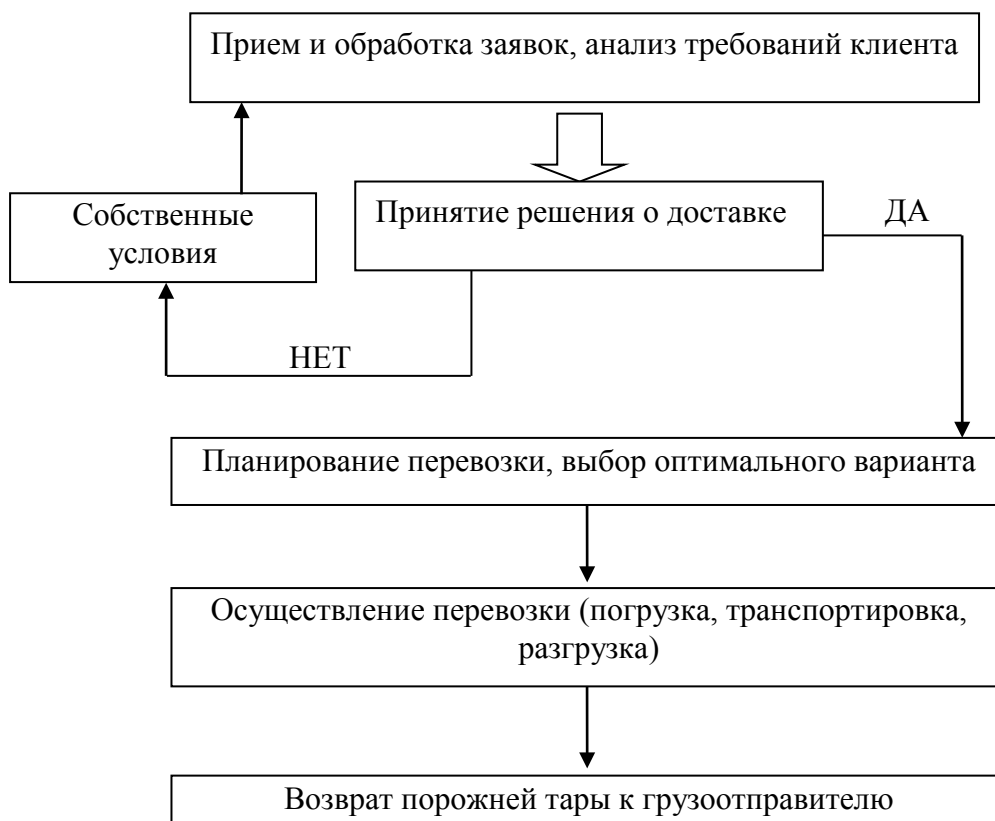 Прием и обработка заявок, анализ требований клиента
Собственные
условия
Принятие решения о доставке
ДА
НЕТ
Планирование перевозки, выбор оптимального варианта
Осуществление перевозки (погрузка, транспортировка,
разгрузка)
Возврат порожней тары к грузоотправителю